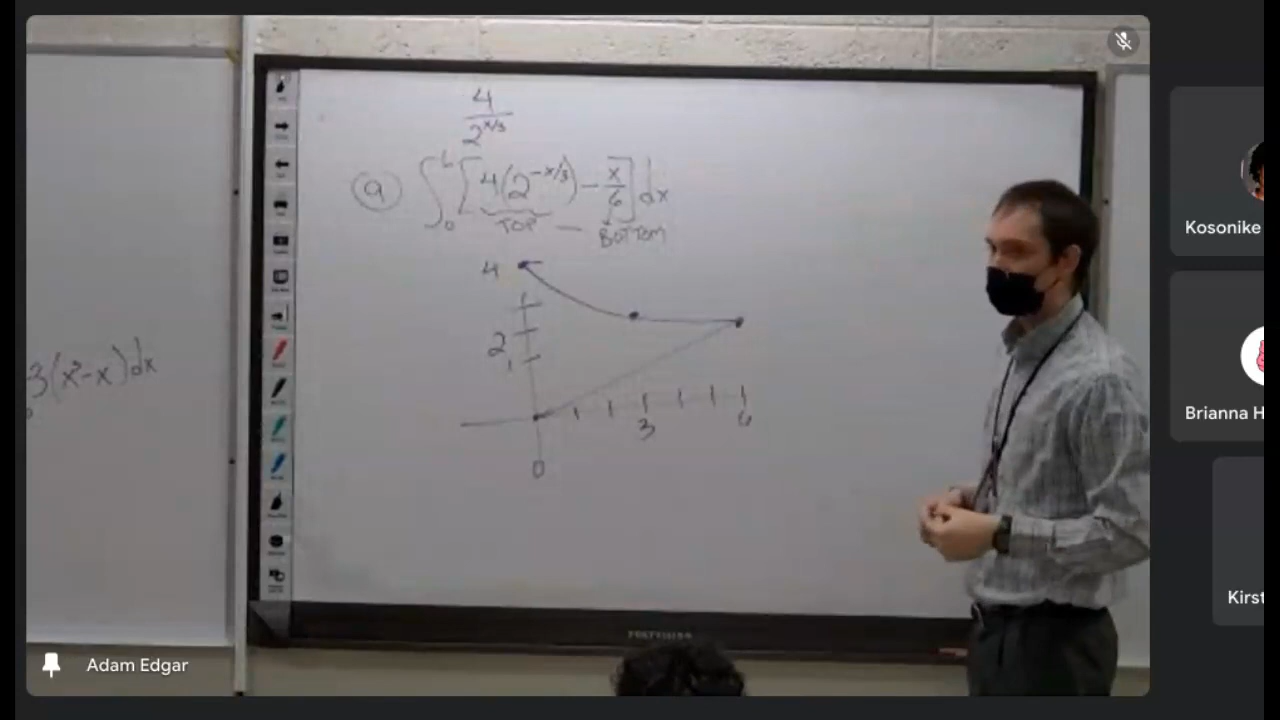 4
2^(x/3)
(9) ∫₀⁶ [4(2^(-x/3)) - x/6] dx
TOP — BOTTOM
4
2
1
3
6
0
3(x²-x)dx
POLYVISION
Adam Edgar
Kosonike
Brianna H
Kirst